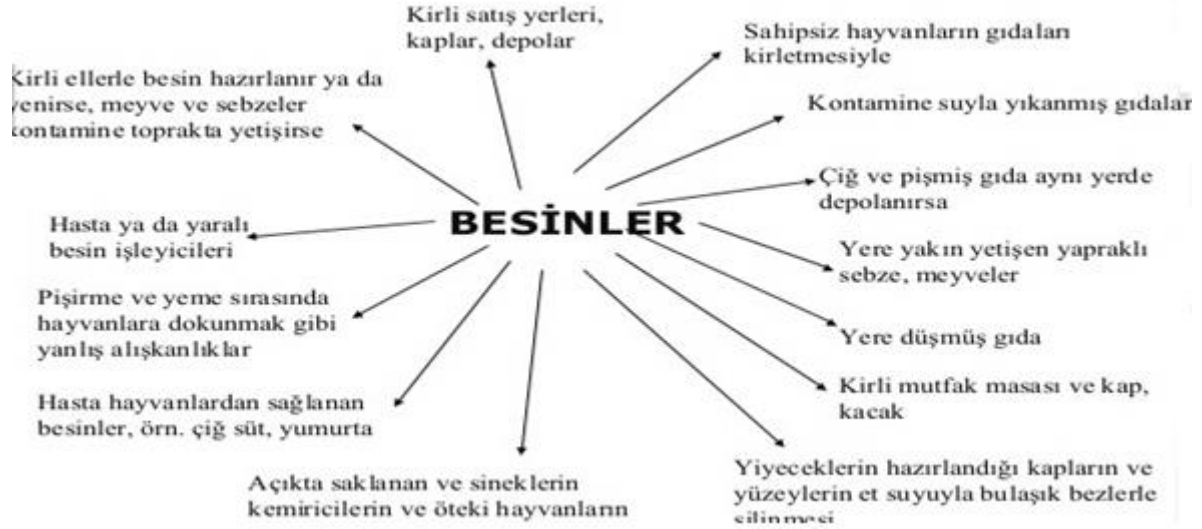 Kirli satış yerleri,
kaplar, depolar
Sahipsiz hayvanların gıdaları
kirletmesiyle
Kirli ellerle besin hazırlanır ya da
yenirse, meyve ve sebzeler
kontamine toprakta yetişirse
Kontamine suyla yıkanmış gıdalar
Çiğ ve pişmiş gıda aynı yerde
depolanırsa
BESİNLER
Hasta ya da yaralı
besin işleyicileri
Yere yakın yetişen yapraklı
sebze, meyveler
Pişirme ve yeme sırasında
hayvanlara dokunmak gibi
yanlış alışkanlıklar
Yere düşmüş gıda
Kirli mutfak masası ve kap,
kacak
Hasta hayvanlardan sağlanan
besinler, örn. çiğ süt, yumurta
Açıkta saklanan ve sineklerin
kemiricilerin ve öteki hayvanların
Yiyeceklerin hazırlandığı kapların ve
yüzeylerin et suyuyla bulaşık bezlerle
silinmesi